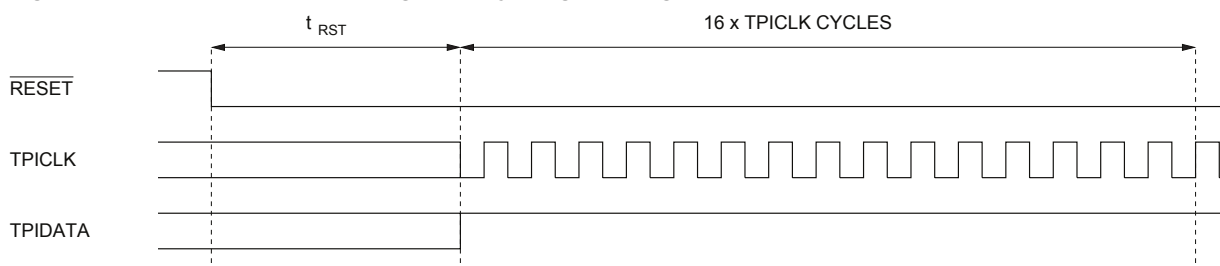 t RST
16 x TPICLK CYCLES
RESET
TPICLK
TPIDATA